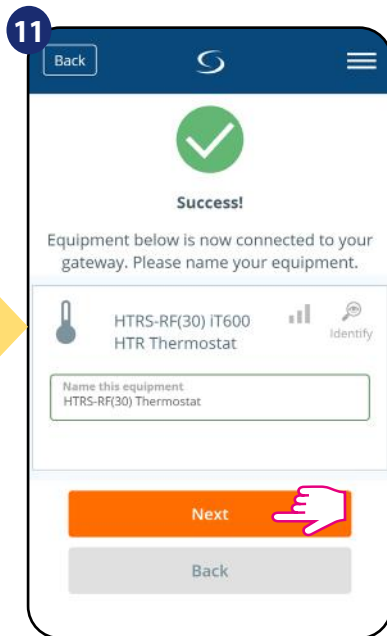 11
Back
Success!
Equipment below is now connected to your
gateway. Please name your equipment.
HTRS-RF(30) iT600
HTR Thermostat
Identify
Name this equipment
HTRS-RF(30) Thermostat
Next
Back